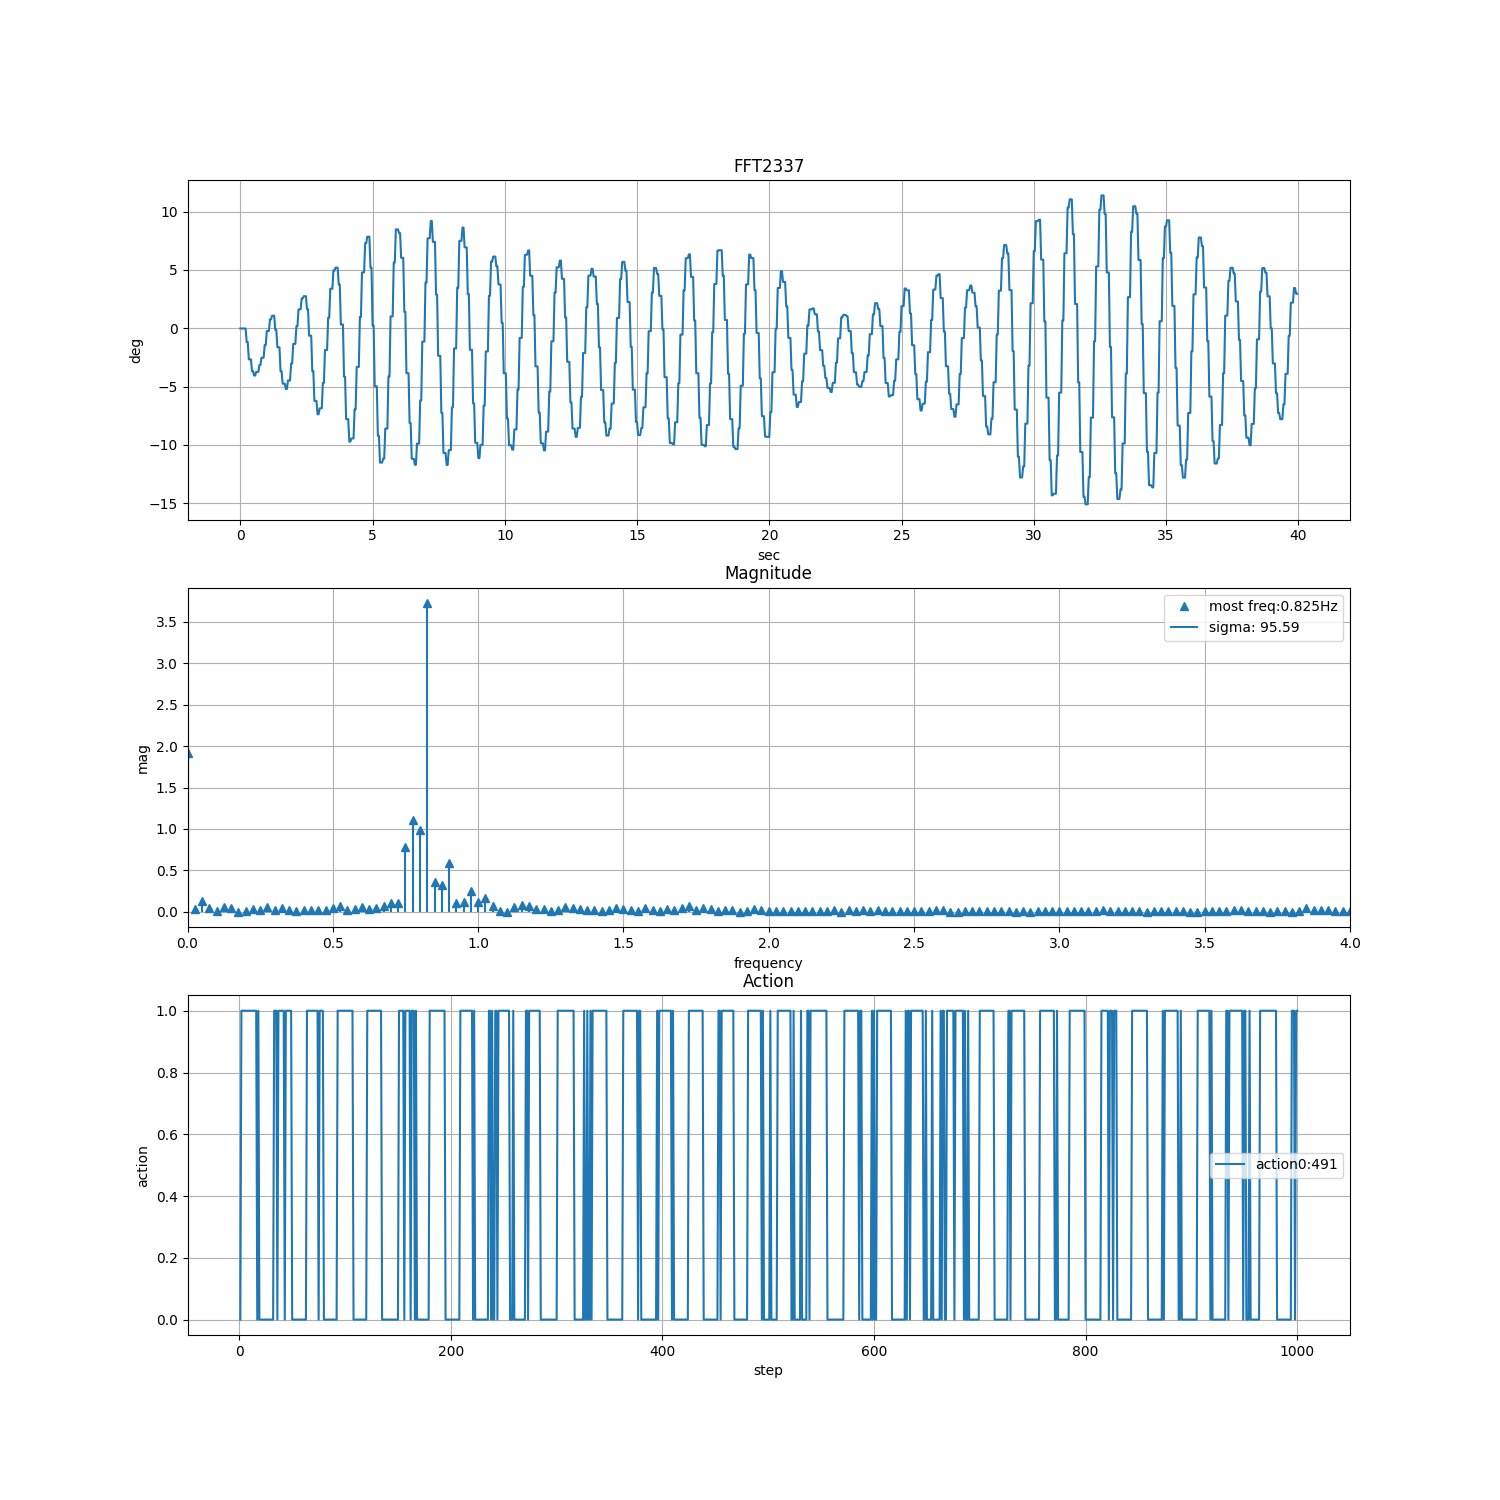 FFT2337
10
5
0
−5
−10
−15
deg
0 5 10 15 20 25 30 35 40
sec
Magnitude
most freq:0.825Hz
sigma: 95.59
3.5
3.0
2.5
2.0
1.5
1.0
0.5
0.0
mag
0.0 0.5 1.0 1.5 2.0 2.5 3.0 3.5 4.0
frequency
Action
1.0
0.8
0.6
0.4
0.2
0.0
action
action0:491
0 200 400 600 800 1000
step